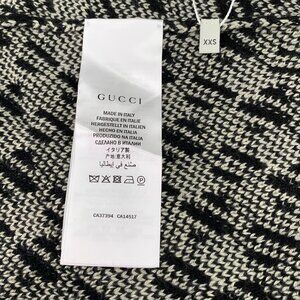 GUCCI
MADE IN ITALY
FABRIQUÉ EN ITALIE
HERGESTELLT IN ITALIEN
HECHO EN ITALIA
PRODUZIDO NA ITÁLIA
СДЕЛАНО В ИТАЛИИ
イタリア製
产地:意大利
صنع في إيطاليا
CA37394 CA14517
XXS